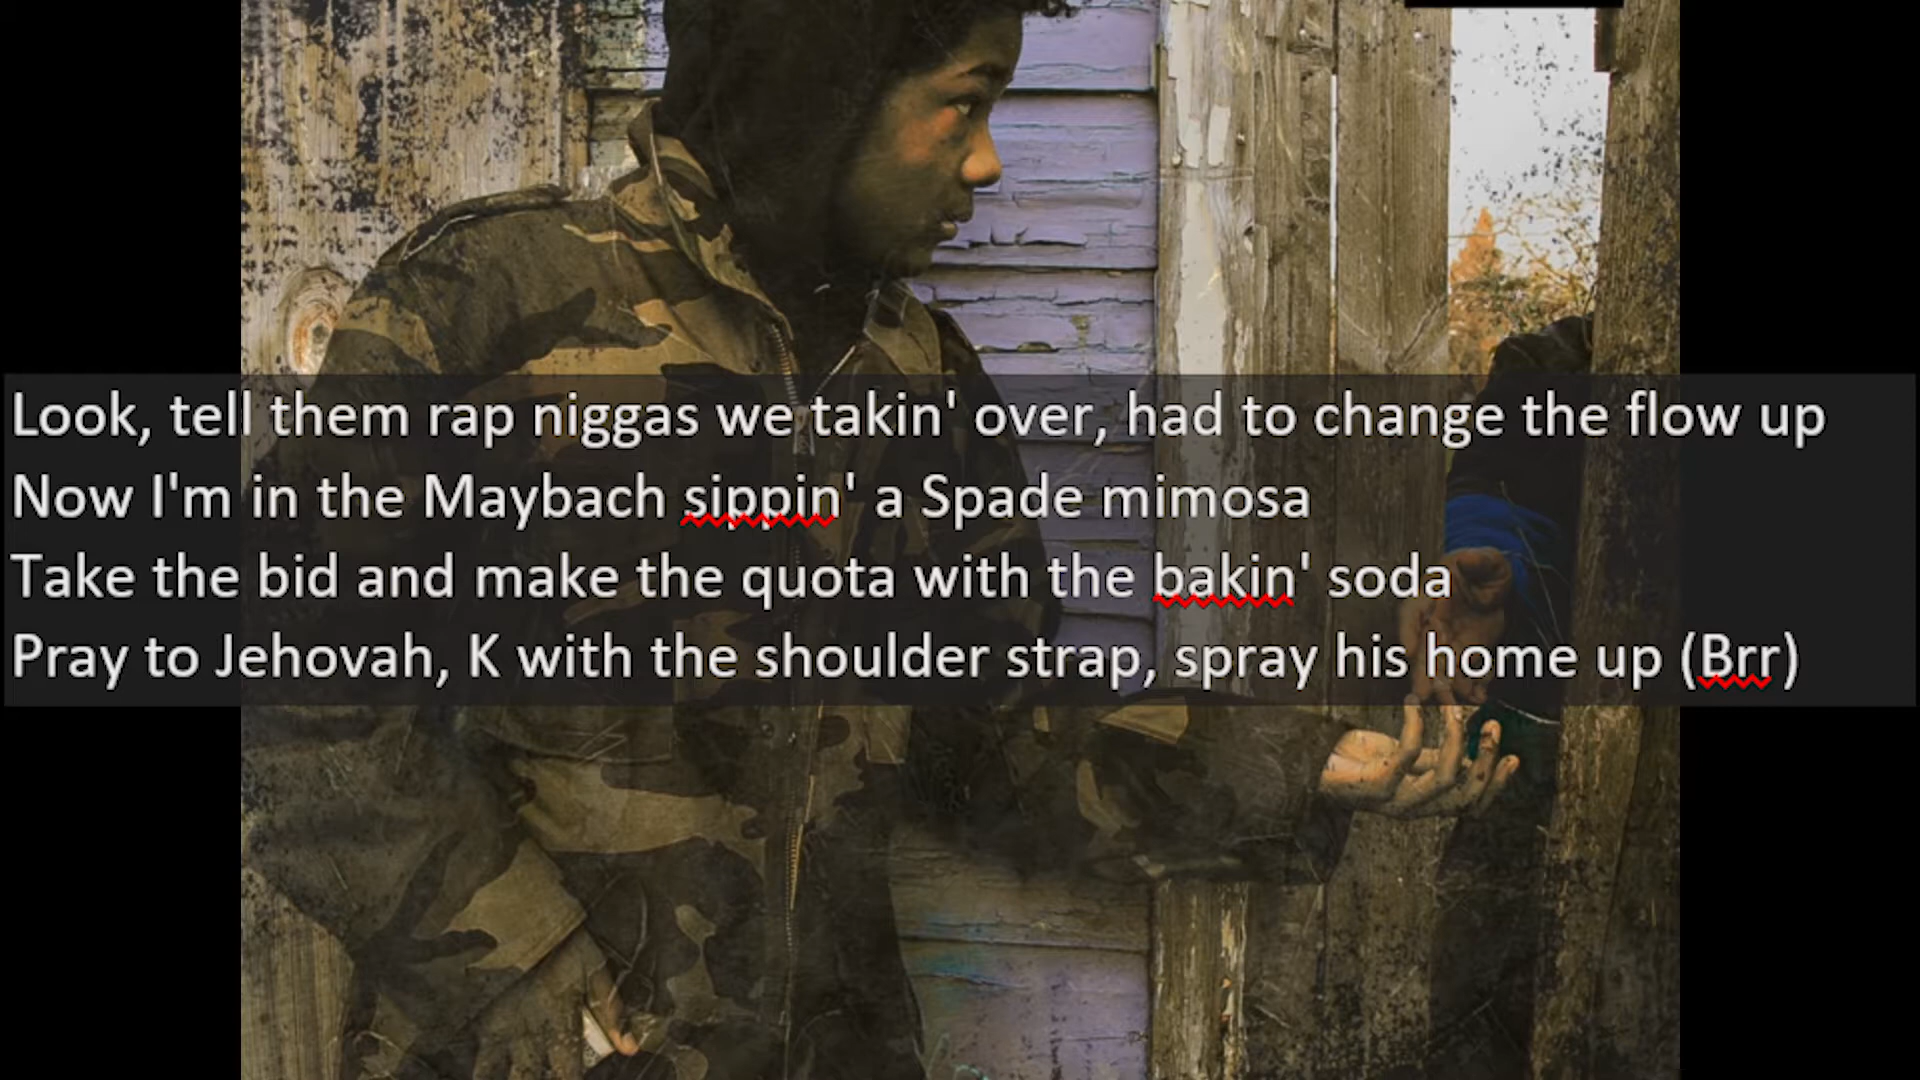 Look, tell them rap niggas we takin' over, had to change the flow up
Now I'm in the Maybach sippin' a Spade mimosa
Take the bid and make the quota with the bakin' soda
Pray to Jehovah, K with the shoulder strap, spray his home up (Brr)